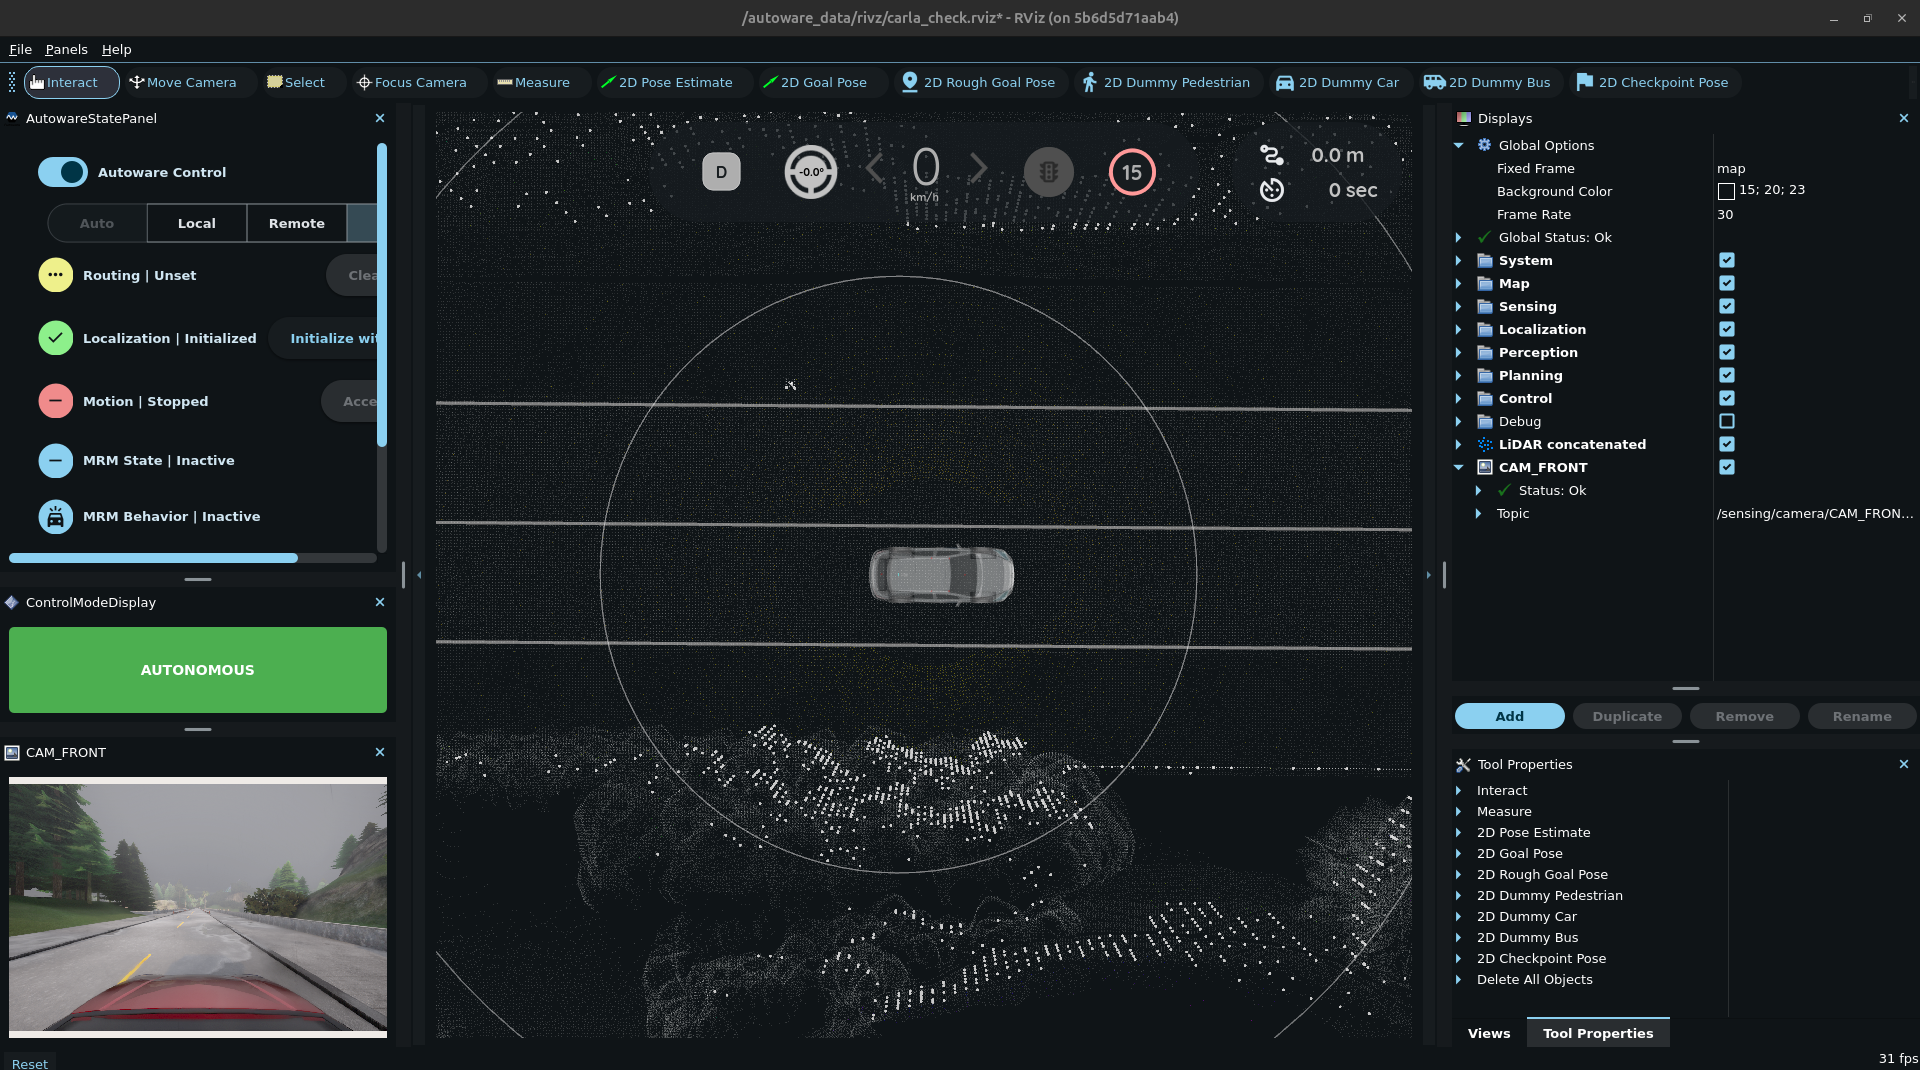 /autoware_data/rivz/carla_check.rviz* - RViz (on 5b6d5d71aab4)
File Panels Help
Interact Move Camera Select Focus Camera Measure 2D Pose Estimate 2D Goal Pose 2D Rough Goal Pose 2D Dummy Pedestrian 2D Dummy Car 2D Dummy Bus 2D Checkpoint Pose
AutowareStatePanel
Autoware Control
Auto Local Remote
Routing | Unset Clea
Localization | Initialized Initialize wit
Motion | Stopped Acce
MRM State | Inactive
MRM Behavior | Inactive
ControlModeDisplay
AUTONOMOUS
CAM_FRONT
Reset
D -0.0° 0 km/h 15
0.0 m
0 sec
Displays
Global Options
Fixed Frame map
Background Color 15; 20; 23
Frame Rate 30
Global Status: Ok
System
Map
Sensing
Localization
Perception
Planning
Control
Debug
LiDAR concatenated
CAM_FRONT
Status: Ok
Topic /sensing/camera/CAM_FRON...
Add Duplicate Remove Rename
Tool Properties
Interact
Measure
2D Pose Estimate
2D Goal Pose
2D Rough Goal Pose
2D Dummy Pedestrian
2D Dummy Car
2D Dummy Bus
2D Checkpoint Pose
Delete All Objects
Views Tool Properties
31 fps